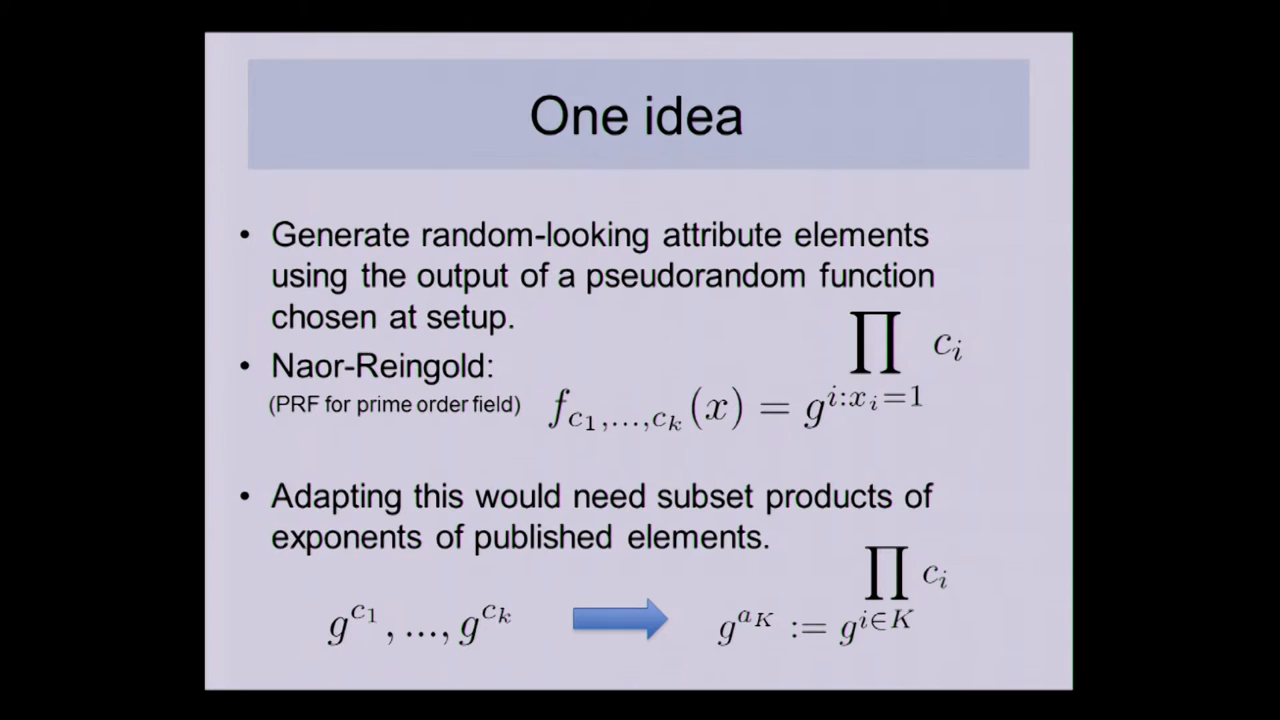 One idea
• Generate random-looking attribute elements
using the output of a pseudorandom function
chosen at setup.
• Naor-Reingold:
(PRF for prime order field)
f_{c_1,...,c_k}(x) = g^{∏_{i:x_i=1} c_i}
• Adapting this would need subset products of
exponents of published elements.
g^{c_1}, ..., g^{c_k}
g^{a_K} := g^{∏_{i∈K} c_i}